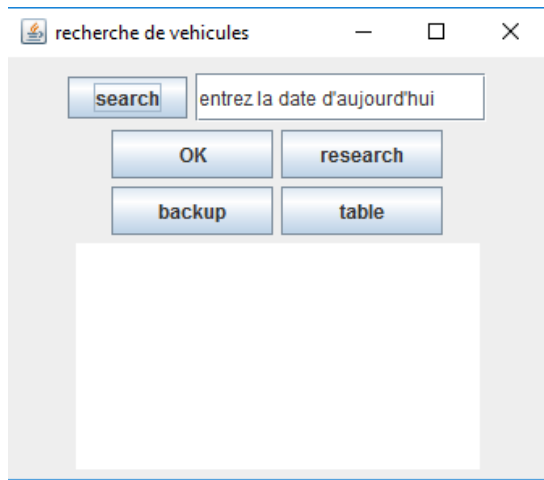 recherche de vehicules
search entrez la date d'aujourd'hui
OK research
backup table